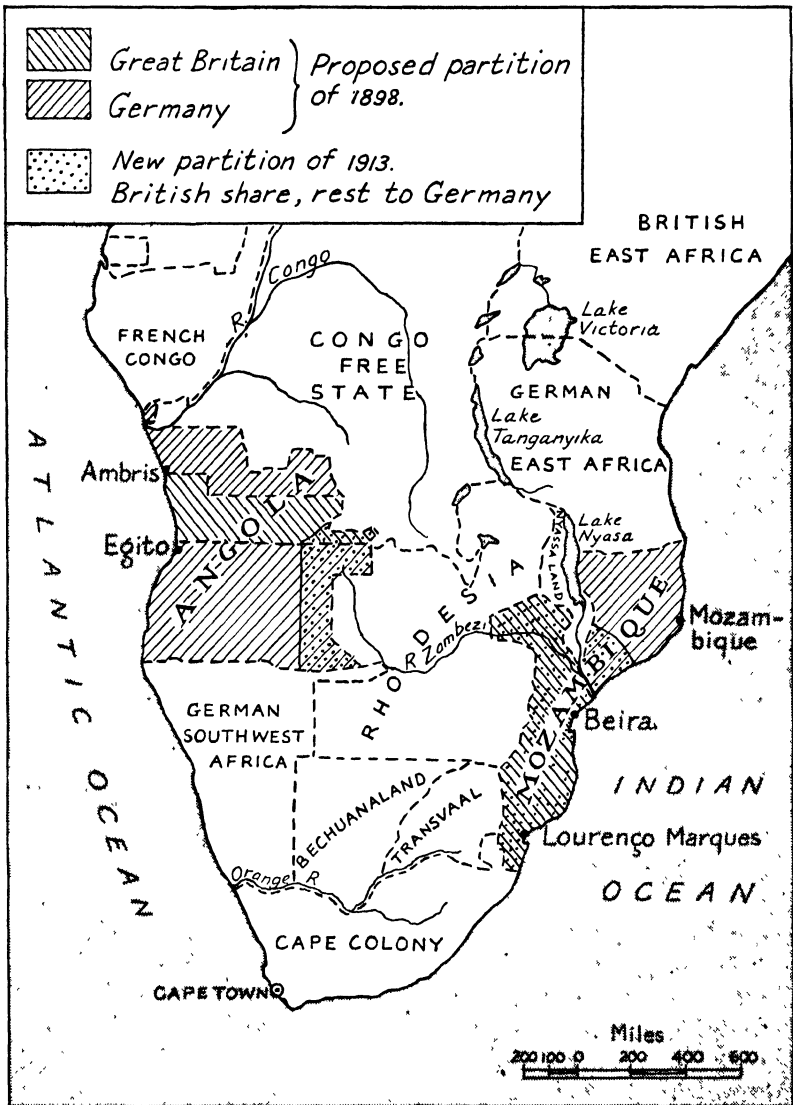 Great Britain
Germany
Proposed partition
of 1898.
New partition of 1913.
British share, rest to Germany
BRITISH
EAST AFRICA
Congo
R.
FRENCH
CONGO
CONGO
FREE
STATE
Lake
Victoria
GERMAN
EAST AFRICA
Lake
Tanganyika
ATLANTIC OCEAN
Ambris
Egito
ANGOLA
NYASSA LAND
Lake
Nyasa
RHODESIA
R Zambezi
MOZAMBIQUE
Mozam-
bique
GERMAN
SOUTHWEST
AFRICA
Beira
BECHUANALAND
TRANSVAAL
INDIAN
OCEAN
Lourenço Marques
Orange R
CAPE COLONY
CAPE TOWN
Miles
200 100 0 200 400 600